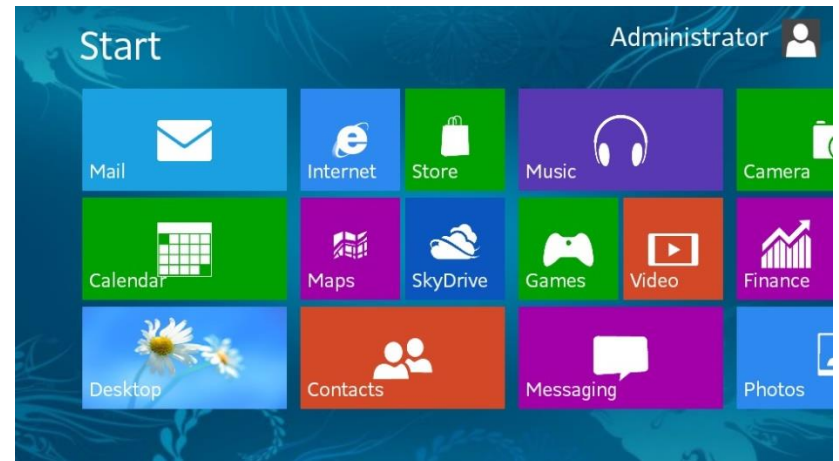 Start
Administrator
Mail
Internet
Store
Music
Camera
Calendar
Maps
SkyDrive
Games
Video
Finance
Desktop
Contacts
Messaging
Photos